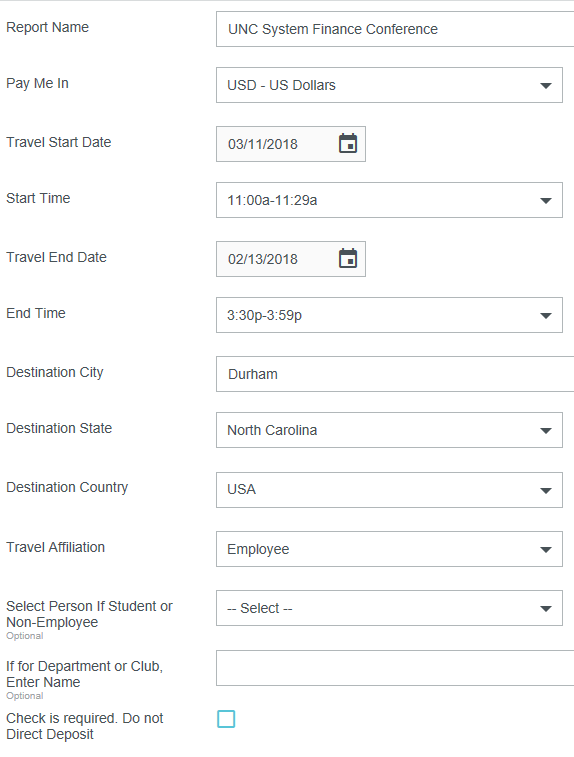 Report Name
UNC System Finance Conference
Pay Me In
USD - US Dollars
Travel Start Date
03/11/2018
Start Time
11:00a-11:29a
Travel End Date
02/13/2018
End Time
3:30p-3:59p
Destination City
Durham
Destination State
North Carolina
Destination Country
USA
Travel Affiliation
Employee
Select Person If Student or
Non-Employee
Optional
-- Select --
If for Department or Club,
Enter Name
Optional
Check is required. Do not
Direct Deposit